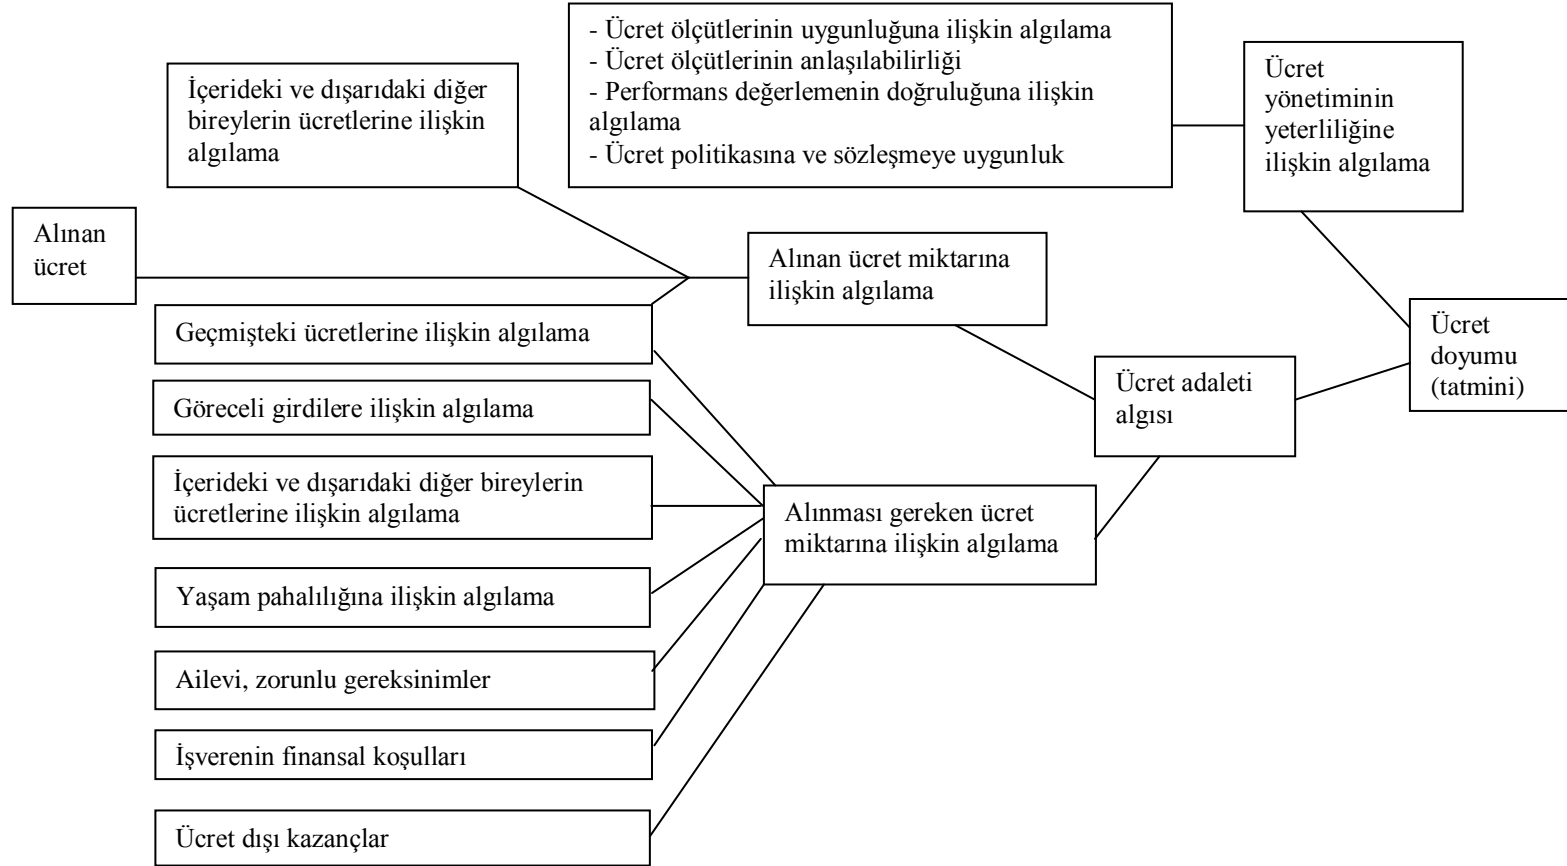 - Ücret ölçütlerinin uygunluğuna ilişkin algılama
- Ücret ölçütlerinin anlaşılabilirliği
- Performans değerlemenin doğruluğuna ilişkin
algılama
- Ücret politikasına ve sözleşmeye uygunluk
Ücret
yönetiminin
yeterliliğine
ilişkin algılama
İçerideki ve dışarıdaki diğer
bireylerin ücretlerine ilişkin
algılama
Alınan
ücret
Alınan ücret miktarına
ilişkin algılama
Geçmişteki ücretlerine ilişkin algılama
Ücret
doyumu
(tatmini)
Ücret adaleti
algısı
Göreceli girdilere ilişkin algılama
İçerideki ve dışarıdaki diğer bireylerin
ücretlerine ilişkin algılama
Alınması gereken ücret
miktarına ilişkin algılama
Yaşam pahalılığına ilişkin algılama
Ailevi, zorunlu gereksinimler
İşverenin finansal koşulları
Ücret dışı kazançlar